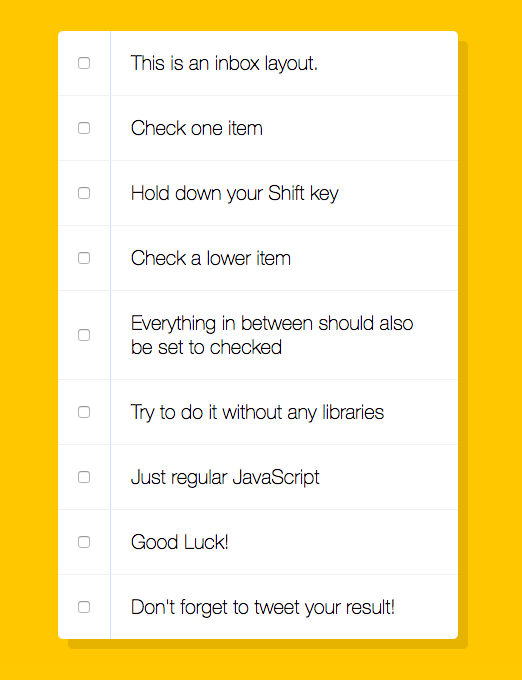 This is an inbox layout.
Check one item
Hold down your Shift key
Check a lower item
Everything in between should also
be set to checked
Try to do it without any libraries
Just regular JavaScript
Good Luck!
Don't forget to tweet your result!